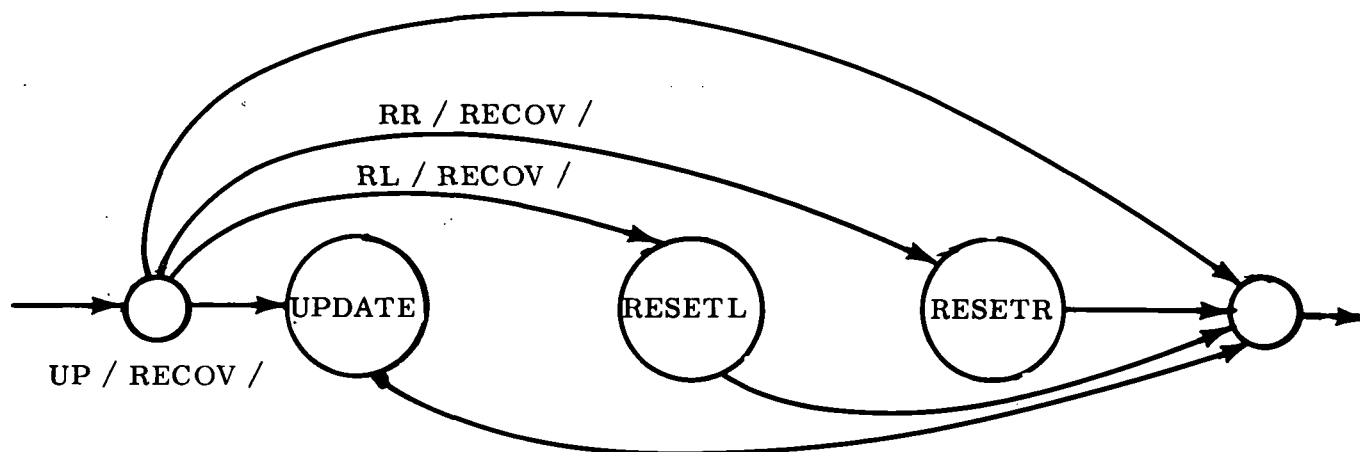 RR / RECOV /
RL / RECOV /
UPDATE
RESETL
RESETR
UP / RECOV /